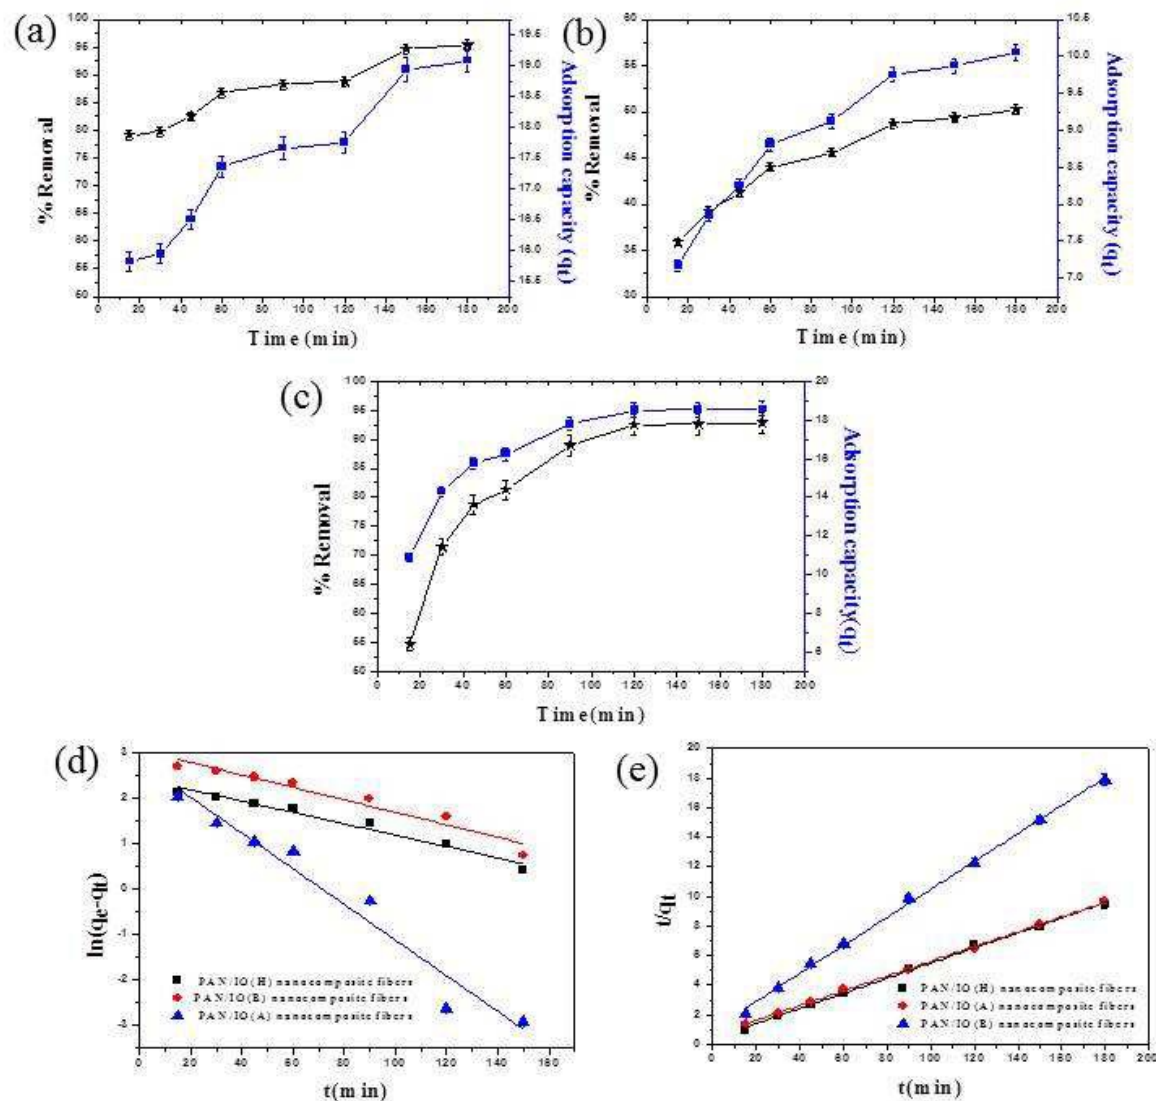 (a)
100
95
90
85
80
75
70
65
60
55
50
% Removal
0 20 40 60 80 100 120 140 160 180 200
Time (min)
19.5
19.0
18.5
18.0
17.5
17.0
16.5
16.0
15.5
Adsorption capacity (qt)
(b)
60
55
50
45
40
35
30
% Removal
0 20 40 60 80 100 120 140 160 180 200
Time (min)
10.5
10.0
9.5
9.0
8.5
8.0
7.5
7.0
Adsorption capacity (qt)
(c)
100
95
90
85
80
75
70
65
60
55
50
% Removal
0 20 40 60 80 100 120 140 160 180 200
Time(min)
20
18
16
14
12
10
8
6
Adsorption capacity(qt)
(d)
3
2
1
0
-1
-2
-3
ln(qe-qt)
PAN/IO(H) nanocomposite fibers
PAN/IO(E) nanocomposite fibers
PAN/IO(A) nanocomposite fibers
0 20 40 60 80 100 120 140 160
t(min)
(e)
20
18
16
14
12
10
8
6
4
2
0
t/qt
PAN/IO(H) nanocomposite fibers
PAN/IO(A) nanocomposite fibers
PAN/IO(E) nanocomposite fibers
0 20 40 60 80 100 120 140 160 180 200
t(min)